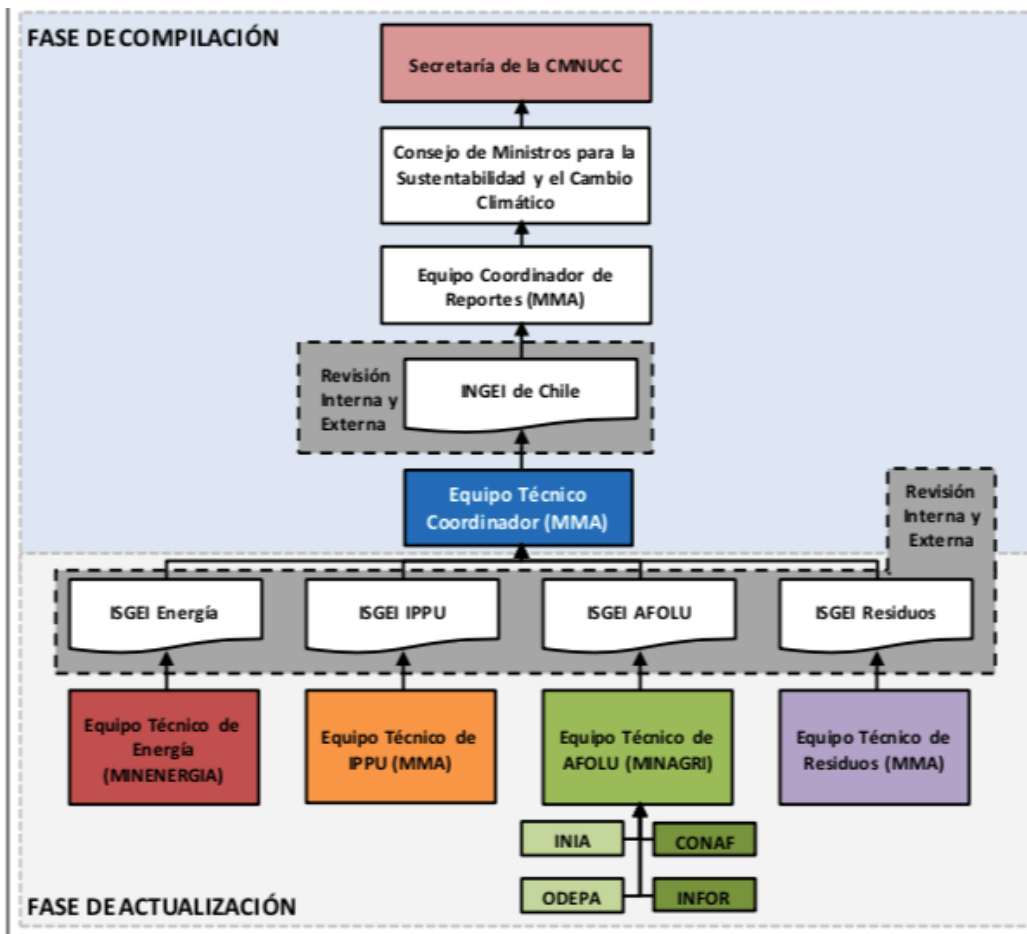 FASE DE COMPILACIÓN
Secretaría de la CMNUCC
Consejo de Ministros para la
Sustentabilidad y el Cambio
Climático
Equipo Coordinador de
Reportes (MMA)
Revisión
Interna y
Externa
INGEI de Chile
Equipo Técnico
Coordinador (MMA)
Revisión
Interna y
Externa
ISGEI Energía
ISGEI IPPU
ISGEI AFOLU
ISGEI Residuos
Equipo Técnico de
Energía
(MINENERGIA)
Equipo Técnico de
IPPU (MMA)
Equipo Técnico de
AFOLU (MINAGRI)
Equipo Técnico de
Residuos (MMA)
INIA
CONAF
ODEPA
INFOR
FASE DE ACTUALIZACIÓN